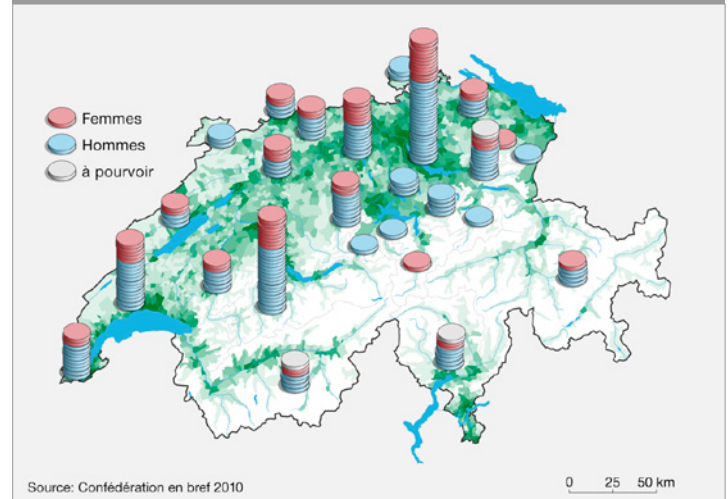 Femmes
Hommes
à pourvoir
Source: Confédération en bref 2010
0 25 50 km